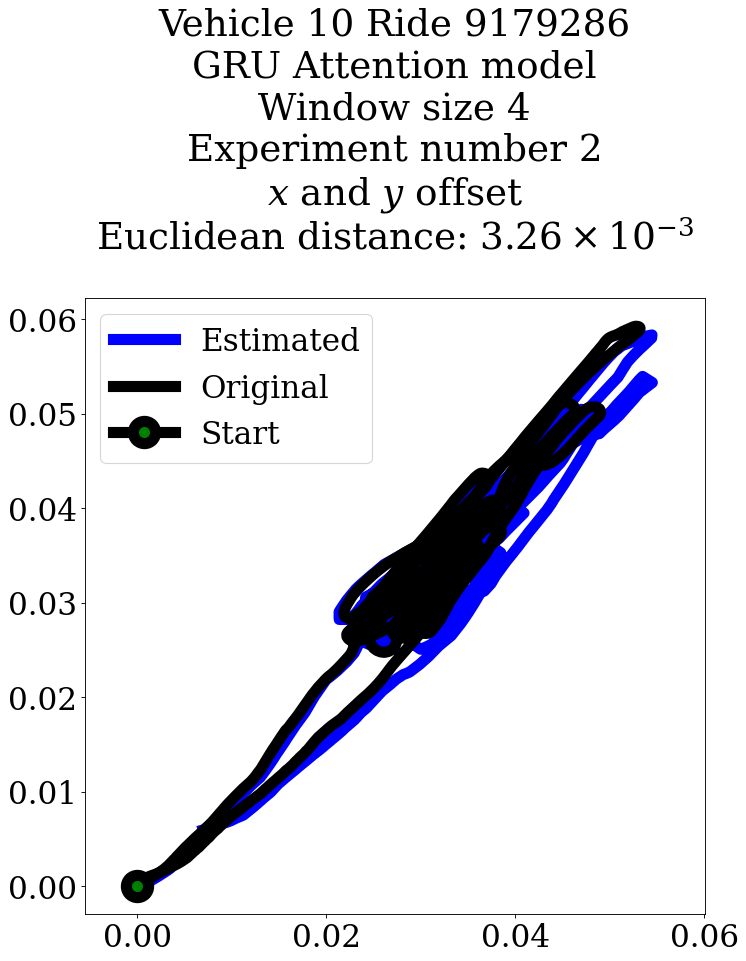 Vehicle 10 Ride 9179286
GRU Attention model
Window size 4
Experiment number 2
x and y offset
Euclidean distance: 3.26 × 10⁻³
Estimated
Original
Start
0.06
0.05
0.04
0.03
0.02
0.01
0.00
0.00 0.02 0.04 0.06